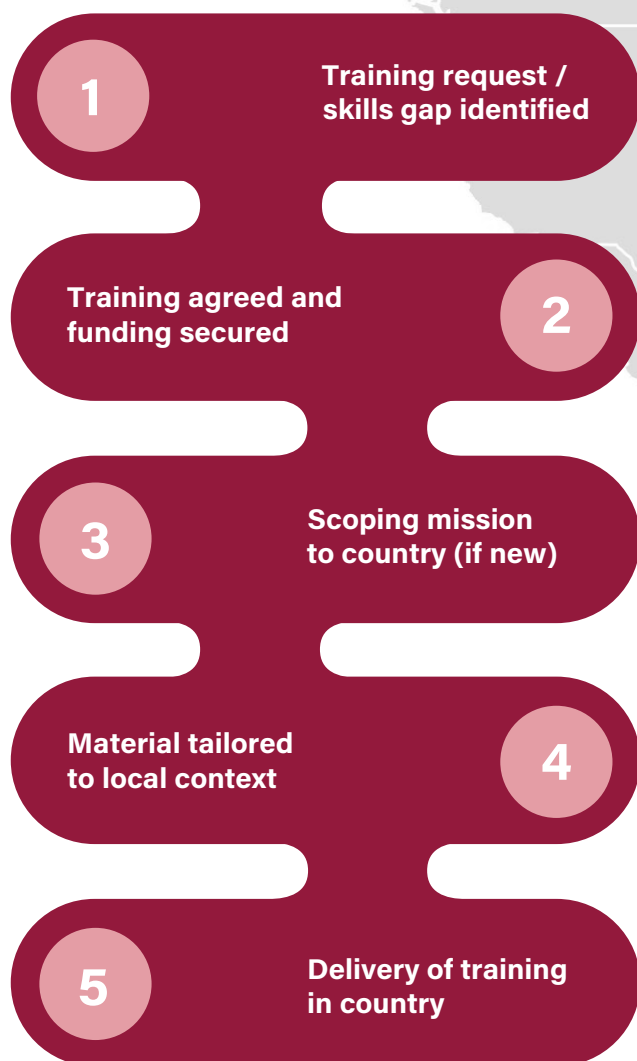 1
Training request /
skills gap identified
Training agreed and
funding secured
2
3
Scoping mission
to country (if new)
Material tailored
to local context
4
5
Delivery of training
in country